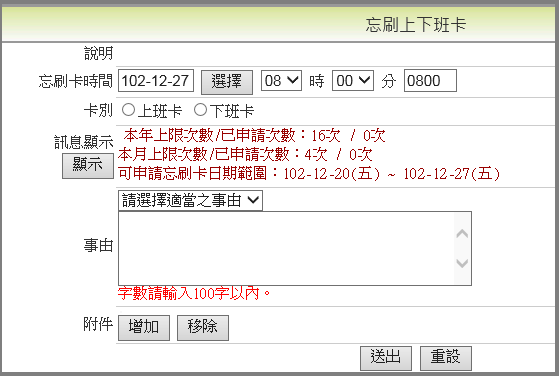 忘刷上下班卡
說明
忘刷卡時間 102-12-27 選擇 08 時 00 分 0800
卡別 上班卡 下班卡
訊息顯示 本年上限次數/已申請次數：16次 / 0次
顯示 本月上限次數/已申請次數：4次 / 0次
可申請忘刷卡日期範圍：102-12-20(五) ~ 102-12-27(五)
請選擇適當之事由
事由
字數請輸入100字以內。
附件 增加 移除
送出 重設